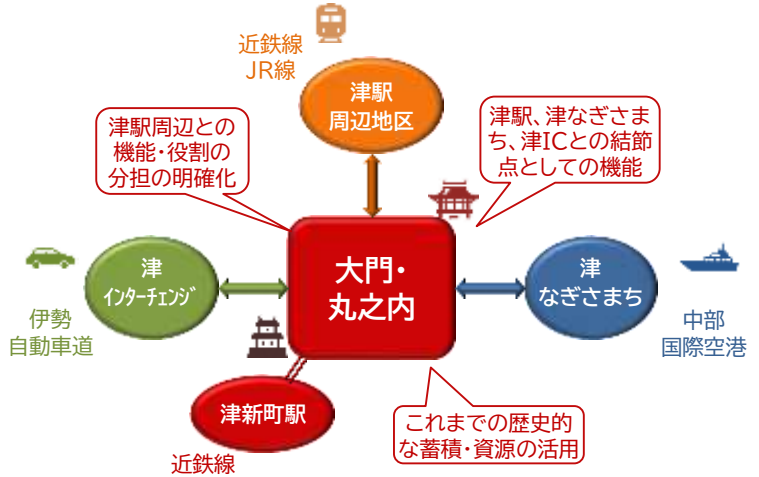 近鉄線
JR線
津駅
周辺地区
津駅周辺との
機能・役割の
分担の明確化
津駅、津なぎさま
ち、津ICとの結節
点としての機能
大門・
丸之内
津
インターチェンジ
津
なぎさまち
伊勢
自動車道
中部
国際空港
津新町駅
近鉄線
これまでの歴史的
な蓄積・資源の活用